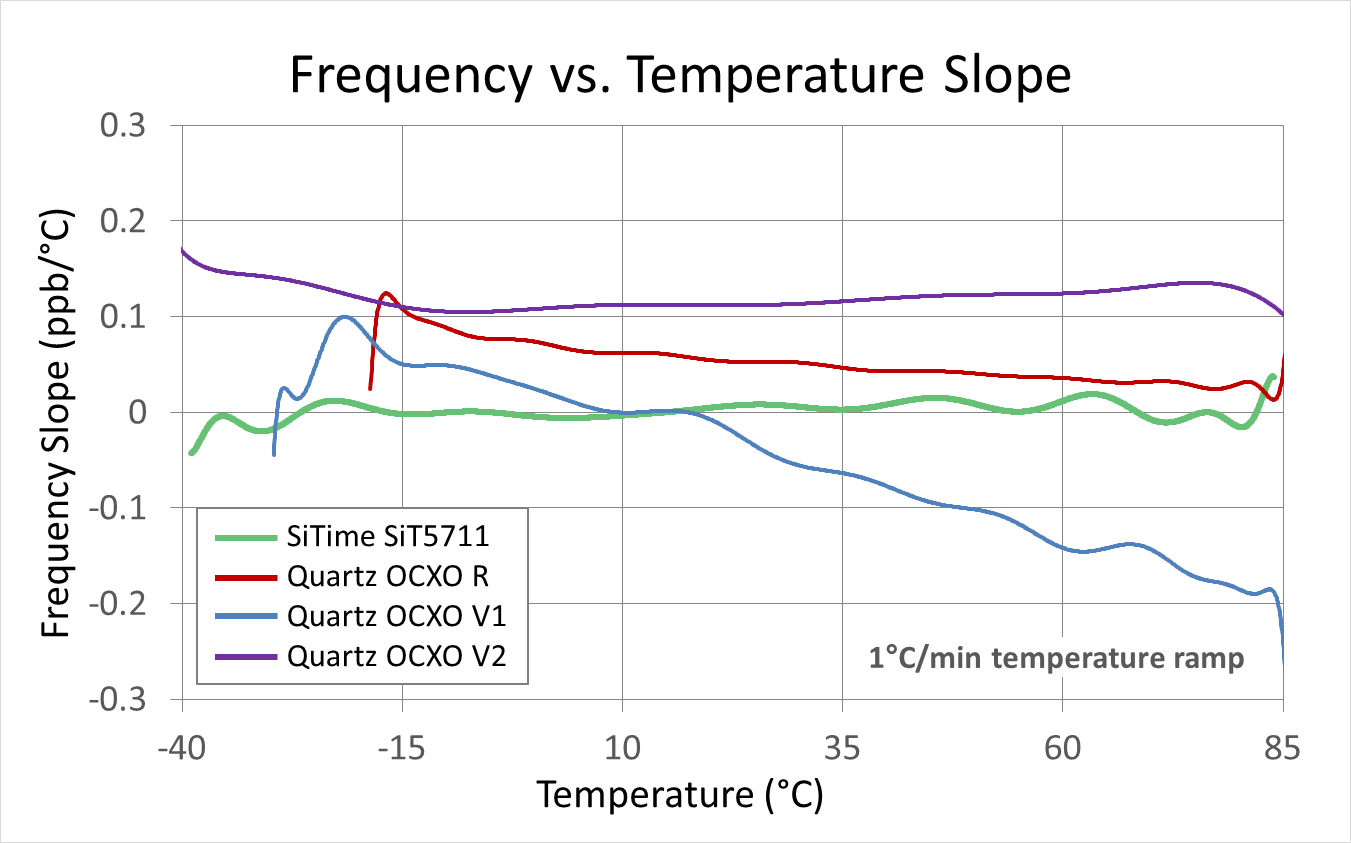 Frequency vs. Temperature Slope
Frequency Slope (ppb/°C)
0.3
0.2
0.1
0
-0.1
-0.2
-0.3
SiTime SiT5711
Quartz OCXO R
Quartz OCXO V1
Quartz OCXO V2
1°C/min temperature ramp
-40 -15 10 35 60 85
Temperature (°C)